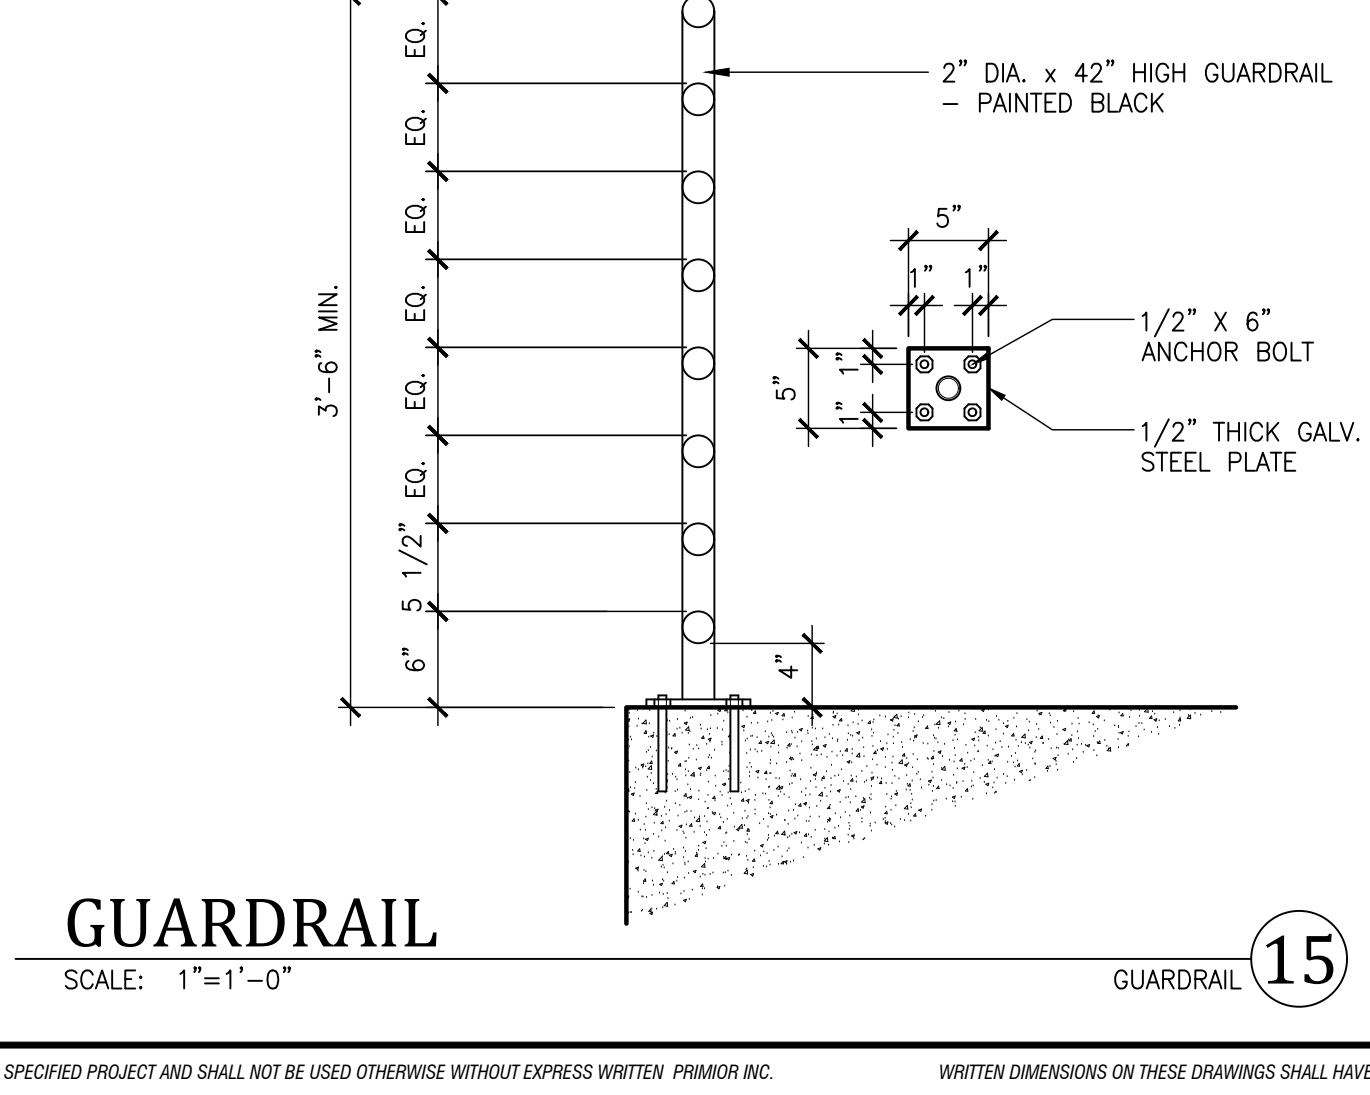 EQ.
2” DIA. x 42” HIGH GUARDRAIL
– PAINTED BLACK
EQ.
EQ.
5”
1” 1”
EQ.
3’–6” MIN.
1/2” X 6”
ANCHOR BOLT
1”
5”
EQ.
1”
1/2” THICK GALV.
STEEL PLATE
EQ.
5 1/2”
6”
4”
GUARDRAIL
SCALE: 1”=1’–0”
GUARDRAIL
15
SPECIFIED PROJECT AND SHALL NOT BE USED OTHERWISE WITHOUT EXPRESS WRITTEN PRIMIOR INC.
WRITTEN DIMENSIONS ON THESE DRAWINGS SHALL HAVE